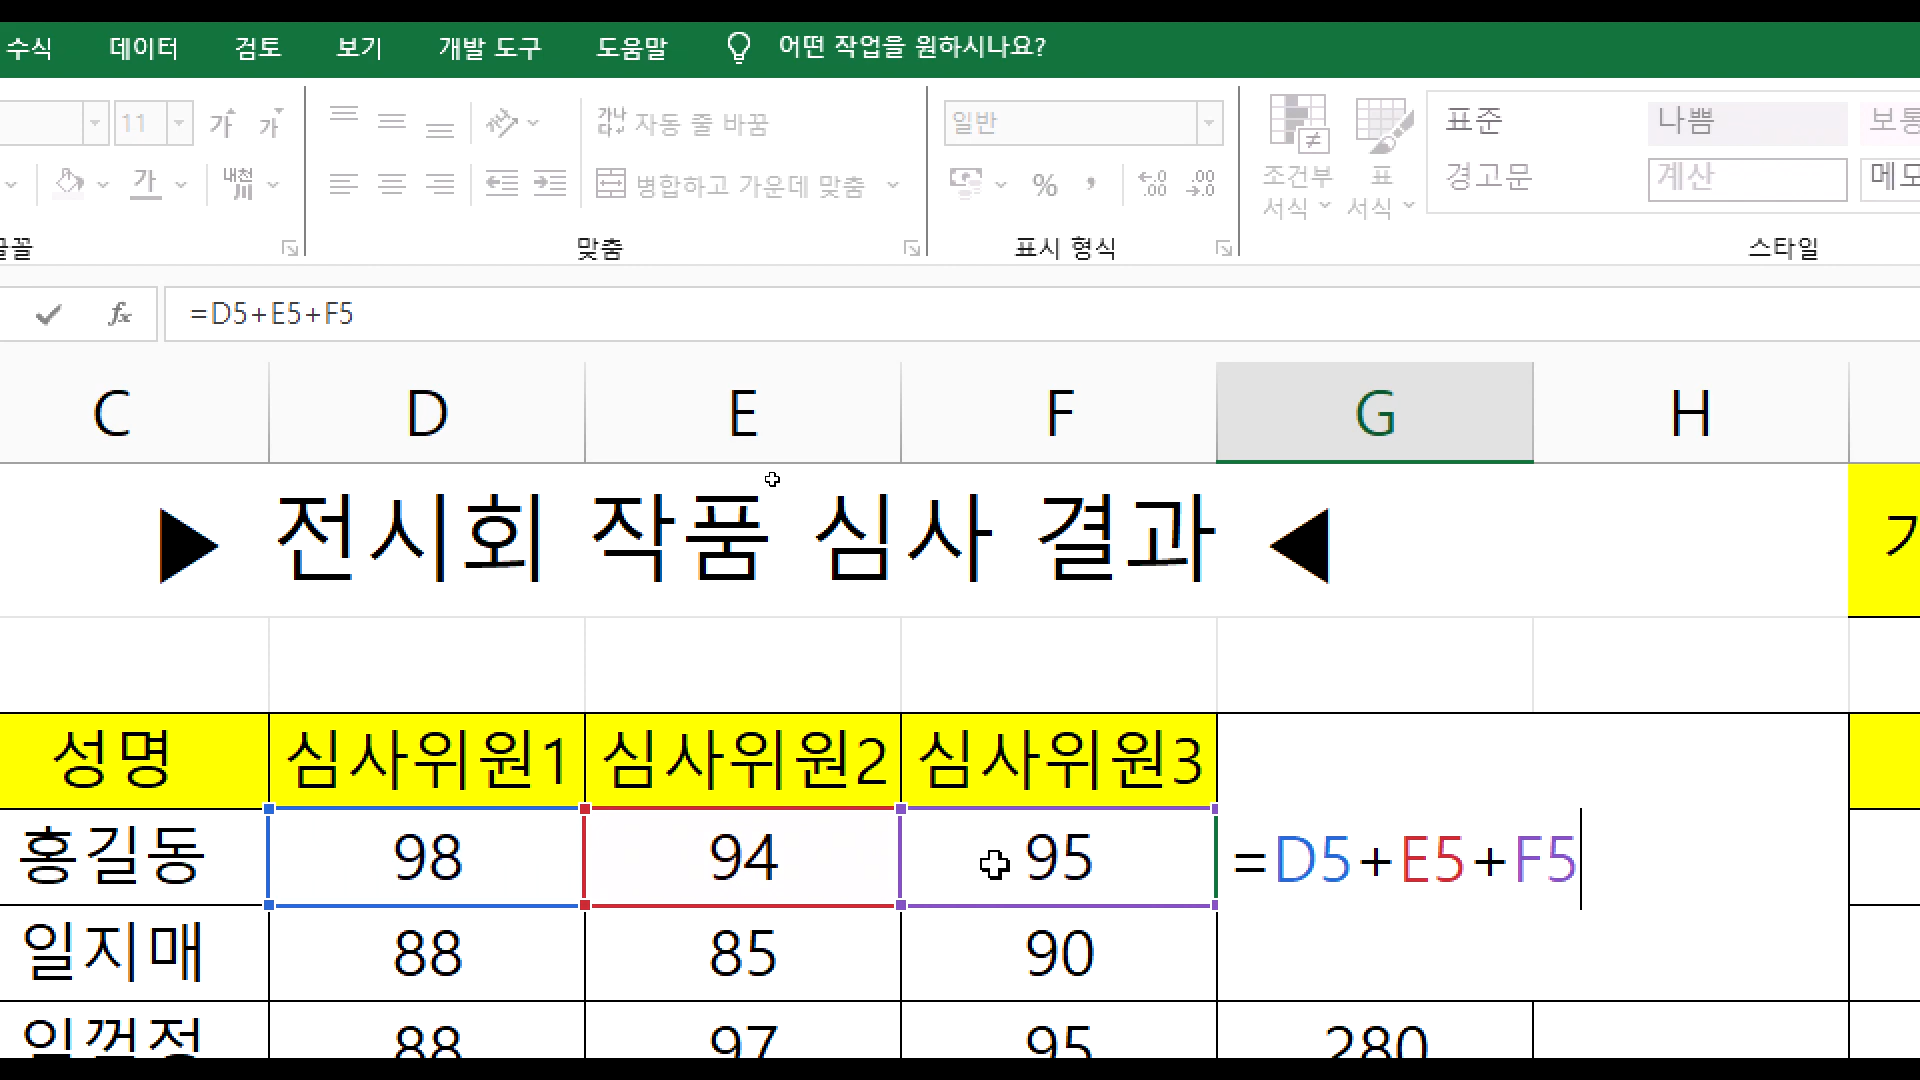 수식 데이터 검토 보기 개발 도구 도움말 어떤 작업을 원하시나요?
11 가 가 자동 줄 바꿈 일반 표준 나쁨 보통
가 내천 병합하고 가운데 맞춤 % , 조건부 서식 표 서식 경고문 계산 메모
글꼴 맞춤 표시 형식 스타일
fx =D5+E5+F5
C D E F G H
▶ 전시회 작품 심사 결과 ◀
성명 심사위원1 심사위원2 심사위원3
홍길동 98 94 95 =D5+E5+F5
일지매 88 85 90
임꺽정 88 97 95 280